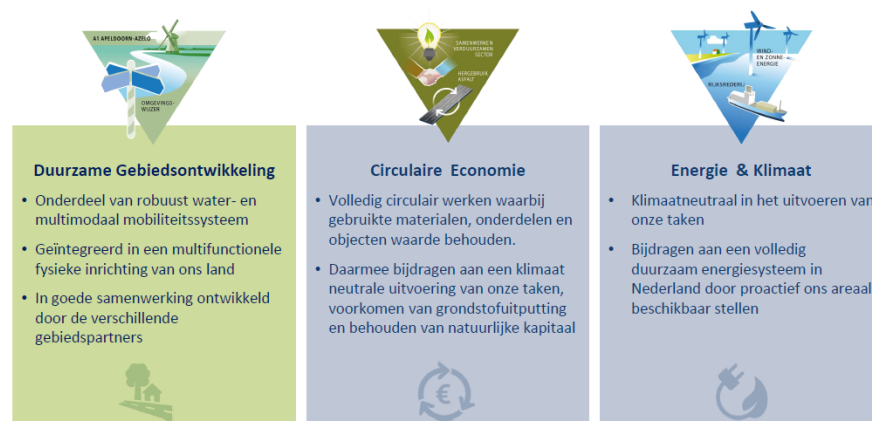 A1 APELDOORN-AZELO
OMGEVINGS-
WIJZER
SAMENWERKEN
VERDUURZAMEN
SECTOR
HERGEBRUIK
ASFALT
WIND-
EN ZONNE-
ENERGIE
RIJKSREDERIJ
Duurzame Gebiedsontwikkeling
• Onderdeel van robuust water- en
multimodaal mobiliteitssysteem
• Geïntegreerd in een multifunctionele
fysieke inrichting van ons land
• In goede samenwerking ontwikkeld
door de verschillende
gebiedspartners
Circulaire Economie
• Volledig circulair werken waarbij
gebruikte materialen, onderdelen en
objecten waarde behouden.
• Daarmee bijdragen aan een klimaat
neutrale uitvoering van onze taken,
voorkomen van grondstofuitputting
en behouden van natuurlijke kapitaal
€
Energie & Klimaat
• Klimaatneutraal in het uitvoeren van
onze taken
• Bijdragen aan een volledig
duurzaam energiesysteem in
Nederland door proactief ons areaal
beschikbaar stellen